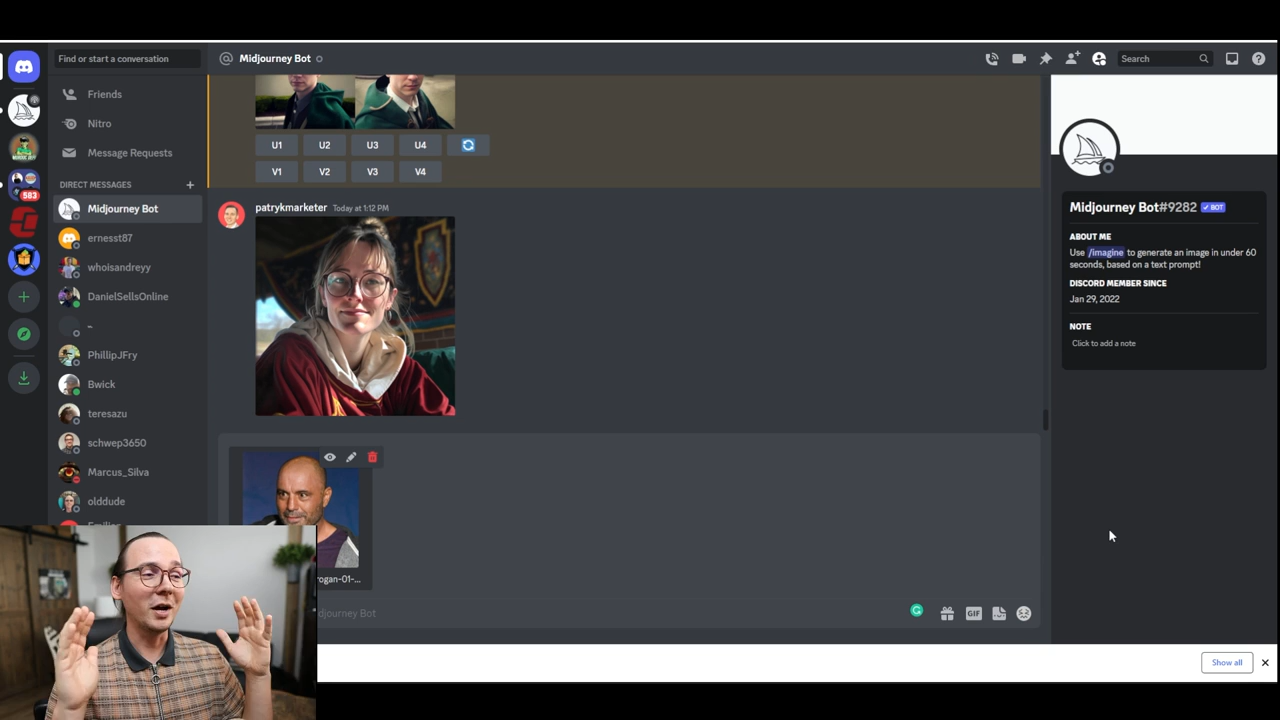 Find or start a conversation
Midjourney Bot
Search
Friends
Nitro
Message Requests
DIRECT MESSAGES
Midjourney Bot
ernesst87
whoisandreyy
DanielSellsOnline
~
PhillipJFry
Bwick
teresazu
schwep3650
Marcus_Silva
olddude
583
U1 U2 U3 U4
V1 V2 V3 V4
patrykmarketer Today at 1:12 PM
rogan-01-...
djourney Bot
GIF
Midjourney Bot#9282 BOT
ABOUT ME
Use /imagine to generate an image in under 60
seconds, based on a text prompt!
DISCORD MEMBER SINCE
Jan 29, 2022
NOTE
Click to add a note
Show all